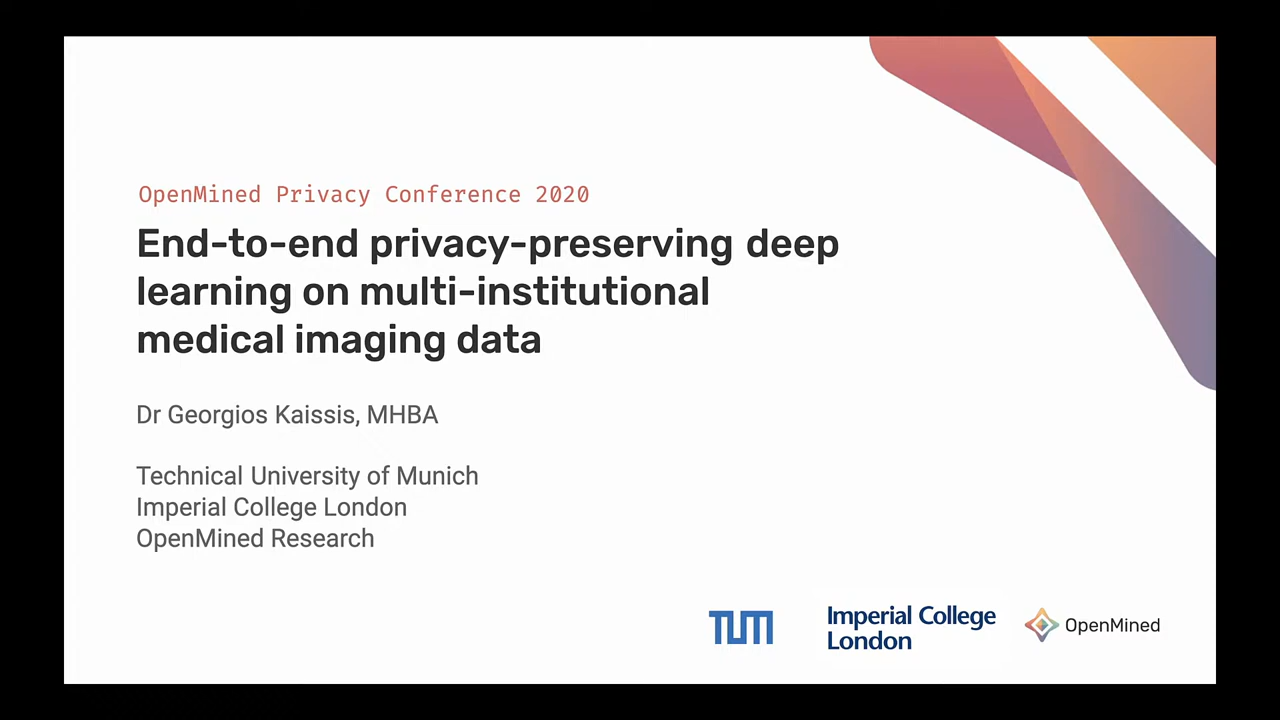 OpenMined Privacy Conference 2020
End-to-end privacy-preserving deep
learning on multi-institutional
medical imaging data
Dr Georgios Kaissis, MHBA
Technical University of Munich
Imperial College London
OpenMined Research
TUM
Imperial College
London
OpenMined